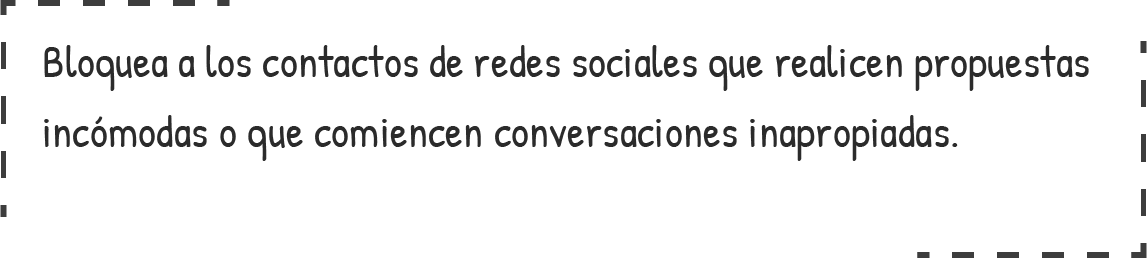 Bloquea a los contactos de redes sociales que realicen propuestas
incómodas o que comiencen conversaciones inapropiadas.